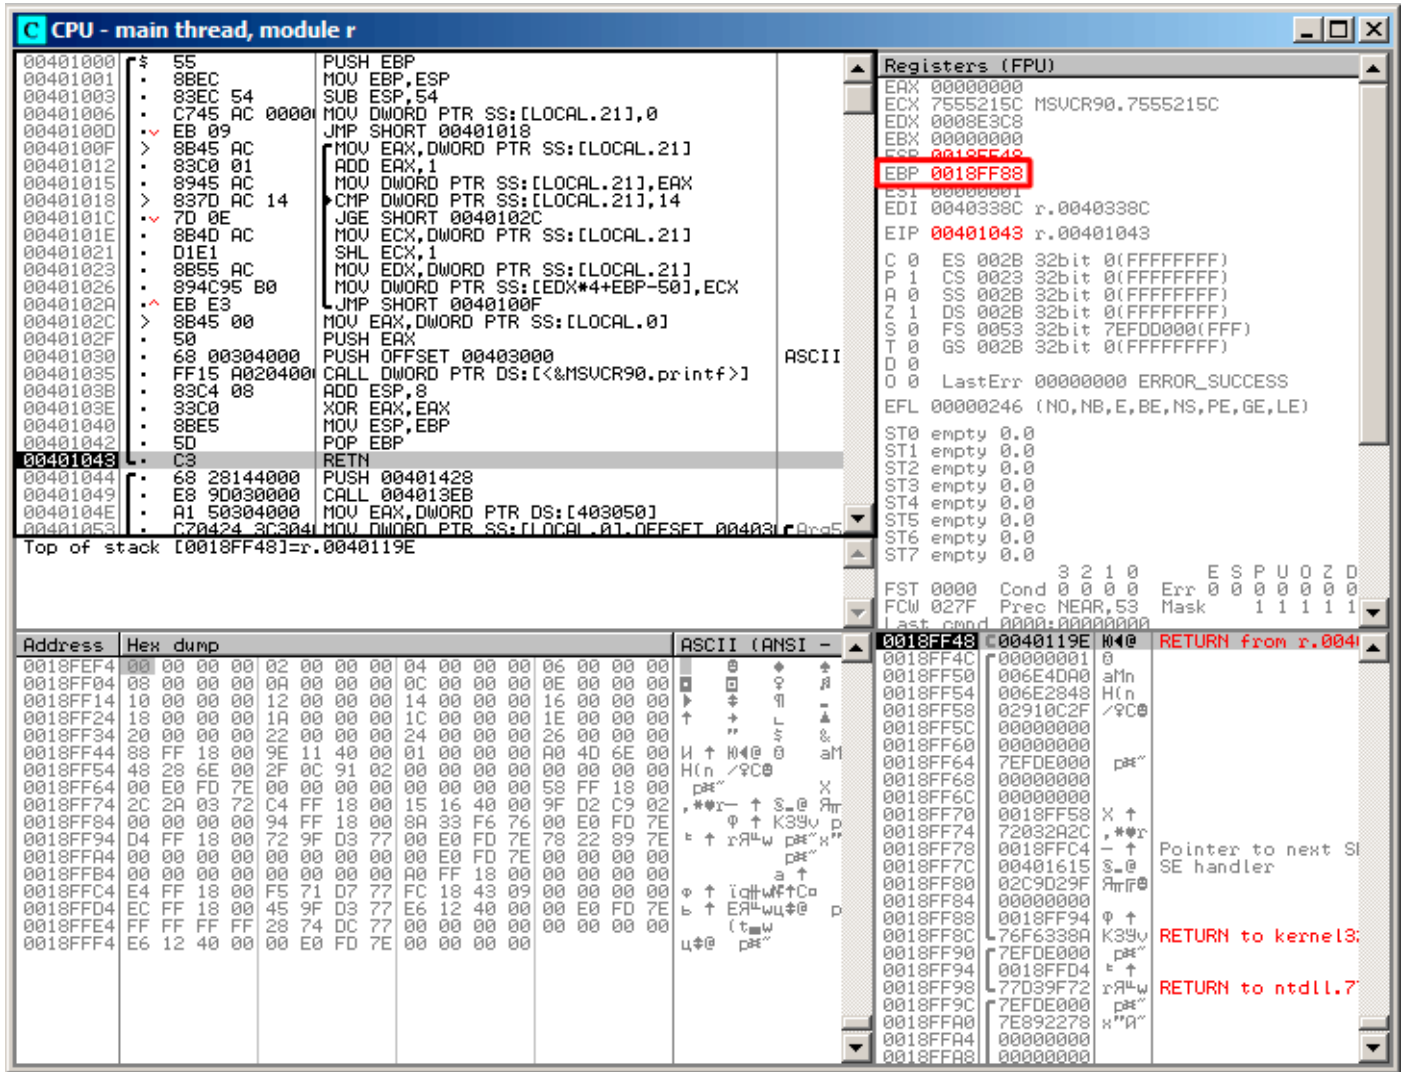 CPU - main thread, module r
00401000 $ 55 PUSH EBP
00401001 · 8BEC MOV EBP,ESP
00401003 · 83EC 54 SUB ESP,54
00401006 · C745 AC 0000 MOV DWORD PTR SS:[LOCAL.21],0
0040100D · EB 09 JMP SHORT 00401018
0040100F > 8B45 AC MOV EAX,DWORD PTR SS:[LOCAL.21]
00401012 · 83C0 01 ADD EAX,1
00401015 · 8945 AC MOV DWORD PTR SS:[LOCAL.21],EAX
00401018 > 837D AC 14 CMP DWORD PTR SS:[LOCAL.21],14
0040101C · 7D 0E JGE SHORT 0040102C
0040101E · 8B4D AC MOV ECX,DWORD PTR SS:[LOCAL.21]
00401021 · D1E1 SHL ECX,1
00401023 · 8B55 AC MOV EDX,DWORD PTR SS:[LOCAL.21]
00401026 · 894C95 B0 MOV DWORD PTR SS:[EDX*4+EBP-50],ECX
0040102A · EB E3 JMP SHORT 0040100F
0040102C > 8B45 00 MOV EAX,DWORD PTR SS:[LOCAL.0]
0040102F · 50 PUSH EAX
00401030 · 68 00304000 PUSH OFFSET 00403000 ASCII
00401035 · FF15 A0204000 CALL DWORD PTR DS:[<&MSVCR90.printf>]
0040103B · 83C4 08 ADD ESP,8
0040103E · 33C0 XOR EAX,EAX
00401040 · 8BE5 MOV ESP,EBP
00401042 · 5D POP EBP
00401043 · C3 RETN
00401044 · 68 28144000 PUSH 00401428
00401049 · E8 9D030000 CALL 004013EB
0040104E · A1 50304000 MOV EAX,DWORD PTR DS:[403050]
00401053 · C70424 3C304 MOV DWORD PTR SS:[LOCAL.0],OFFSET 00403 Arg5
Top of stack [0018FF48]=r.0040119E
Registers (FPU)
EAX 00000000
ECX 7555215C MSVCR90.7555215C
EDX 0008E3C8
EBX 00000000
ESP 0018FF48
EBP 0018FF88
ESI 00000001
EDI 0040338C r.0040338C
EIP 00401043 r.00401043
C 0 ES 002B 32bit 0(FFFFFFFF)
P 1 CS 0023 32bit 0(FFFFFFFF)
A 0 SS 002B 32bit 0(FFFFFFFF)
Z 1 DS 002B 32bit 0(FFFFFFFF)
S 0 FS 0053 32bit 7EFDD000(FFF)
T 0 GS 002B 32bit 0(FFFFFFFF)
D 0
O 0 LastErr 00000000 ERROR_SUCCESS
EFL 00000246 (NO,NB,E,BE,NS,PE,GE,LE)
ST0 empty 0.0
ST1 empty 0.0
ST2 empty 0.0
ST3 empty 0.0
ST4 empty 0.0
ST5 empty 0.0
ST6 empty 0.0
ST7 empty 0.0
3 2 1 0 E S P U O Z D
FST 0000 Cond 0 0 0 0 Err 0 0 0 0 0 0 0
FCW 027F Prec NEAR,53 Mask 1 1 1 1 1
Last cmnd 0000:00000000
Address Hex dump ASCII (ANSI -
0018FEF4 00 00 00 00 02 00 00 00 04 00 00 00 06 00 00 00
0018FF04 08 00 00 00 0A 00 00 00 0C 00 00 00 0E 00 00 00
0018FF14 10 00 00 00 12 00 00 00 14 00 00 00 16 00 00 00
0018FF24 18 00 00 00 1A 00 00 00 1C 00 00 00 1E 00 00 00
0018FF34 20 00 00 00 22 00 00 00 24 00 00 00 26 00 00 00 " $ &
0018FF44 88 FF 18 00 9E 11 40 00 01 00 00 00 A0 4D 6E 00
0018FF54 48 28 6E 00 2F 0C 91 02 00 00 00 00 00 00 00 00
0018FF64 00 E0 FD 7E 00 00 00 00 00 00 00 00 58 FF 18 00
0018FF74 2C 2A 03 72 C4 FF 18 00 15 16 40 00 9F D2 C9 02
0018FF84 00 00 00 00 94 FF 18 00 8A 33 F6 76 00 E0 FD 7E
0018FF94 D4 FF 18 00 72 9F D3 77 00 E0 FD 7E 78 22 89 7E
0018FFA4 00 00 00 00 00 00 00 00 00 E0 FD 7E 00 00 00 00
0018FFB4 00 00 00 00 00 00 00 00 A0 FF 18 00 00 00 00 00
0018FFC4 E4 FF 18 00 F5 71 D7 77 FC 18 43 09 00 00 00 00
0018FFD4 EC FF 18 00 45 9F D3 77 E6 12 40 00 00 E0 FD 7E
0018FFE4 FF FF FF FF 28 74 DC 77 00 00 00 00 00 00 00 00
0018FFF4 E6 12 40 00 00 E0 FD 7E 00 00 00 00
0018FF48 0040119E RETURN from r.004
0018FF4C 00000001
0018FF50 006E4DA0 аMn
0018FF54 006E2848 H(n
0018FF58 02910C2F
0018FF5C 00000000
0018FF60 00000000
0018FF64 7EFDE000
0018FF68 00000000
0018FF6C 00000000
0018FF70 0018FF58 X ↑
0018FF74 72032A2C
0018FF78 0018FFC4 Pointer to next S
0018FF7C 00401615 SE handler
0018FF80 02C9D29F
0018FF84 00000000
0018FF88 0018FF94
0018FF8C 76F6338A RETURN to kernel3
0018FF90 7EFDE000
0018FF94 0018FFD4
0018FF98 77D39F72 RETURN to ntdll.7
0018FF9C 7EFDE000
0018FFA0 7E892278
0018FFA4 00000000
0018FFA8 00000000